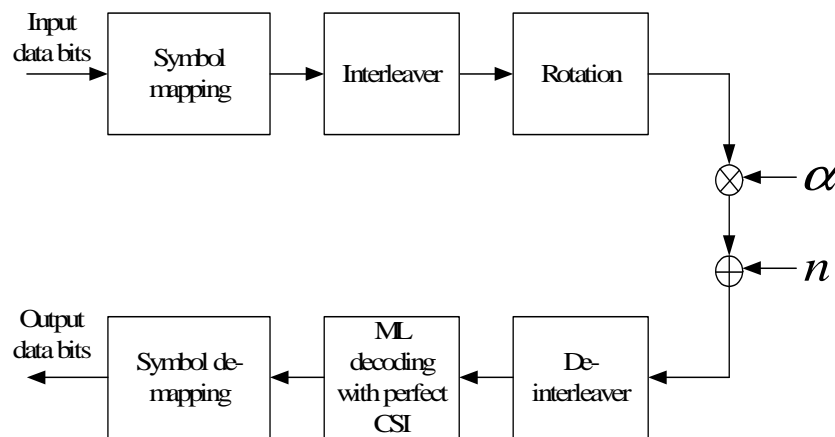 Input
data bits
Symbol
mapping
Interleaver
Rotation
α
n
Output
data bits
Symbol de-
mapping
ML
decoding
with perfect
CSI
De-
interleaver